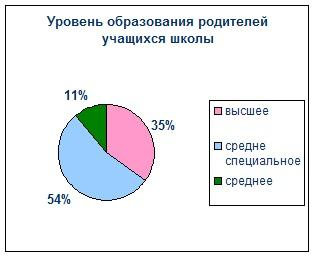 Уровень образования родителей
учащихся школы
11%
35%
54%
высшее
средне
специальное
среднее